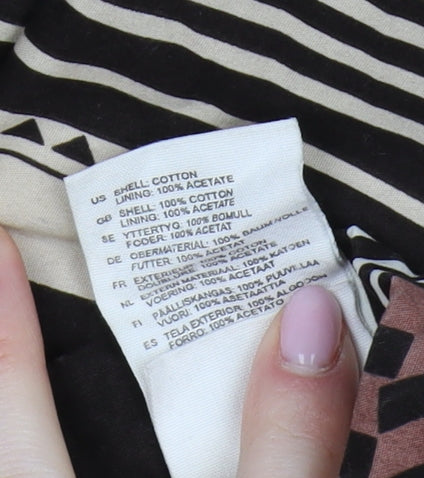 US SHELL: COTTON
LINING: 100% ACETATE
GB SHELL: 100% COTTON
LINING: 100% ACETATE
SE YTTERTYG: 100% BOMULL
FODER: 100% ACETAT
DE OBERMATERIAL: 100% BAUMWOLLE
FUTTER: 100% ACETAT
FR EXTERIEUR: 100% COTON
DOUBLURE: 100% ACETATE
NL EXTERN MATERIAAL: 100% KATOEN
VOERING: 100% ACETAAT
FI PÄÄLLISKANGAS: 100% PUUVILLAA
VUORI: 100% ASETAATTIA
ES TELA EXTERIOR: 100% ALGODON
FORRO: 100% ACETATO